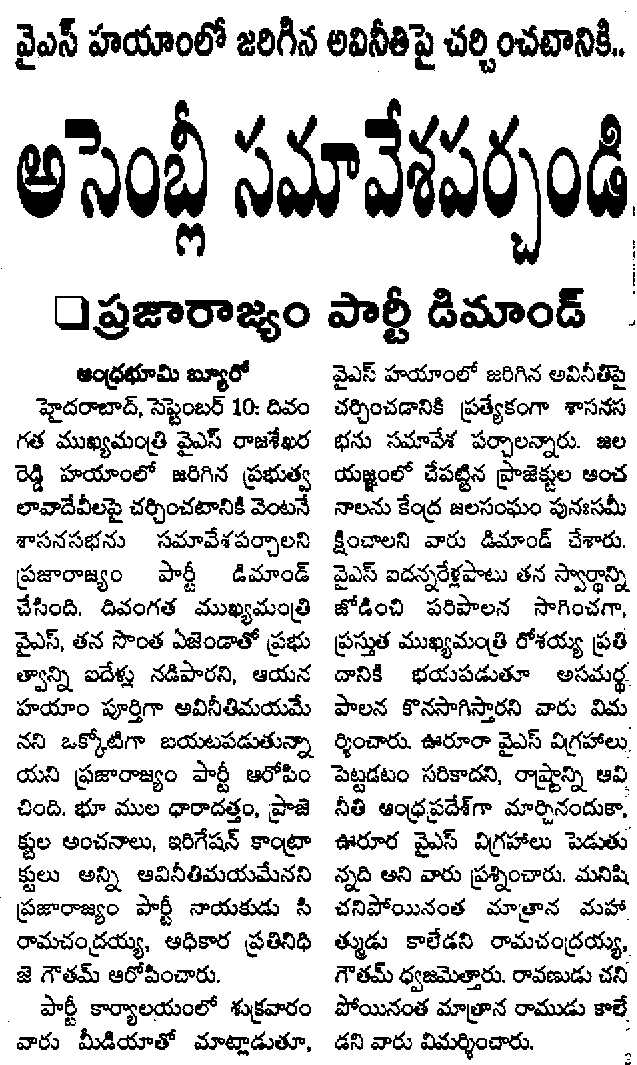 వైఎస్ హయాంలో జరిగిన అవినీతిపై చర్చించటానికి..
అసెంబ్లీ సమావేశపర్చండి
ప్రజారాజ్యం పార్టీ డిమాండ్
ఆంధ్రభూమి బ్యూరో
హైదరాబాద్, సెప్టెంబర్ 10: దివం
గత ముఖ్యమంత్రి వైఎస్ రాజశేఖర
రెడ్డి హయాంలో జరిగిన ప్రభుత్వ
లావాదేవీలపై చర్చించటానికి వెంటనే
శాసనసభను సమావేశపర్చాలని
ప్రజారాజ్యం పార్టీ డిమాండ్
చేసింది. దివంగత ముఖ్యమంత్రి
వైఎస్, తన సొంత ఏజెండాతో ప్రభు
త్వాన్ని ఐదేళ్లు నడిపారని, ఆయన
హయాం పూర్తిగా అవినీతిమయమే
నని ఒక్కోటిగా బయటపడుతున్నా
యని ప్రజారాజ్యం పార్టీ ఆరోపిం
చింది. భూ ముల ధారాదత్తం, ప్రాజె
క్టుల అంచనాలు, ఇరిగేషన్ కాంట్రా
క్టులు అన్ని అవినీతిమయమేనని
ప్రజారాజ్యం పార్టీ నాయకుడు సి
రామచంద్రయ్య, అధికార ప్రతినిధి
జె గౌతమ్ ఆరోపించారు.
పార్టీ కార్యాలయంలో శుక్రవారం
వారు మీడియాతో మాట్లాడుతూ,
వైఎస్ హయాంలో జరిగిన అవినీతిపై
చర్చించడానికి ప్రత్యేకంగా శాసనస
భను సమావేశ పర్చాలన్నారు. జల
యజ్ఞంలో చేపట్టిన ప్రాజెక్టుల అంచ
నాలను కేంద్ర జలసంఘం పునఃసమీ
క్షించాలని వారు డిమాండ్ చేశారు.
వైఎస్ ఐదన్నరేళ్లపాటు తన స్వార్థాన్ని
జోడించి పరిపాలన సాగించగా,
ప్రస్తుత ముఖ్యమంత్రి రోశయ్య ప్రతి
దానికి భయపడుతూ అసమర్థ
పాలన కొనసాగిస్తారని వారు విమ
ర్శించారు. ఊరూరా వైఎస్ విగ్రహాలు
పెట్టడటం సరికాదని, రాష్ట్రాన్ని అవి
నీతి ఆంధ్రప్రదేశ్‌గా మార్చినందుకా,
ఊరూర వైఎస్ విగ్రహాలు పెడుతు
న్నది అని వారు ప్రశ్నించారు. మనిషి
చనిపోయినంత మాత్రాన మహా
త్ముడు కాలేడని రామచంద్రయ్య,
గౌతమ్ ధ్వజమెత్తారు. రావణుడు చని
పోయినంత మాత్రాన రాముడు కాలే
డని వారు విమర్శించారు.